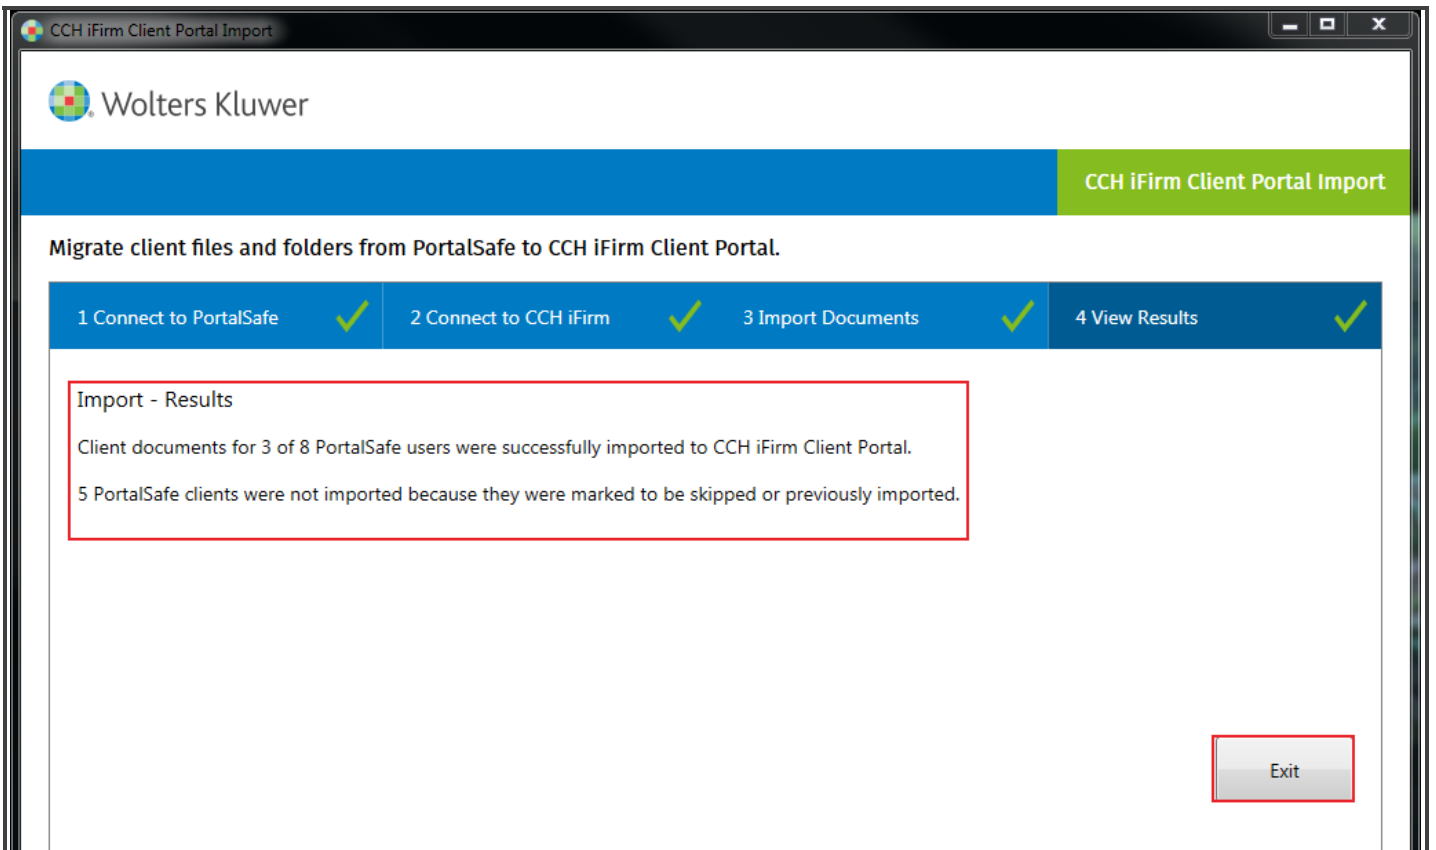 CCH iFirm Client Portal Import
Wolters Kluwer
CCH iFirm Client Portal Import
Migrate client files and folders from PortalSafe to CCH iFirm Client Portal.
1 Connect to PortalSafe
2 Connect to CCH iFirm
3 Import Documents
4 View Results
Import - Results
Client documents for 3 of 8 PortalSafe users were successfully imported to CCH iFirm Client Portal.
5 PortalSafe clients were not imported because they were marked to be skipped or previously imported.
Exit